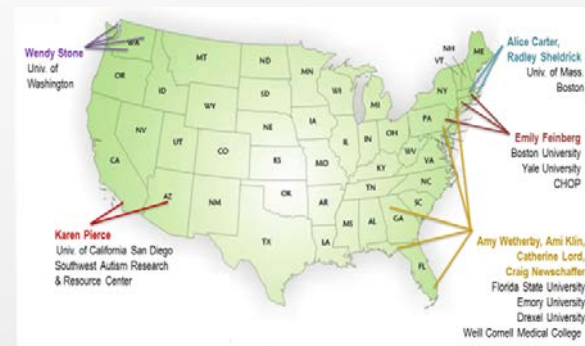 Wendy Stone
Univ. of
Washington
Alice Carter,
Radley Sheldrick
Univ. of Mass
Boston
Emily Feinberg
Boston University
Yale University
CHOP
Karen Pierce
Univ. of California San Diego
Southwest Autism Research
& Resource Center
Amy Wetherby, Ami Klin,
Catherine Lord,
Craig Newschaffer
Florida State University
Emory University
Drexel University
Weill Cornell Medical College
WA
MT
ND
MN
OR
ID
SD
WI
MI
WY
NE
IA
NV
UT
CO
KS
MO
IL
IN
OH
PA
NY
VT
NH
ME
CA
AZ
NM
OK
AR
TX
LA
MS
AL
GA
FL
SC
NC
TN
KY
WV
VA